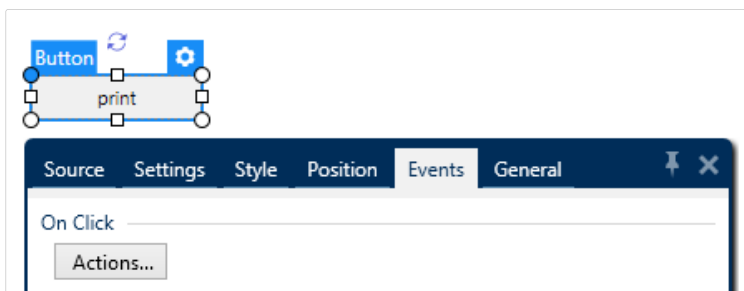 Button
print
Source Settings Style Position Events General
On Click
Actions...